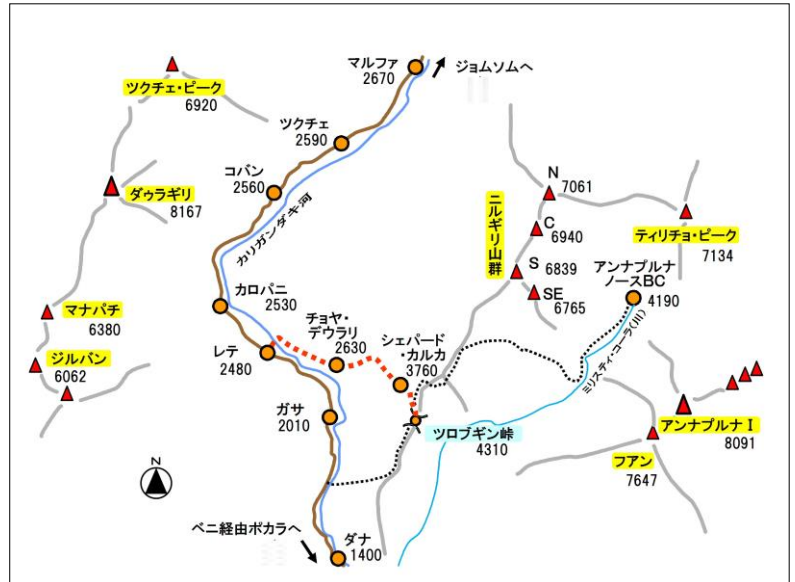 マルファ
2670
ジョムソムへ
ツクチェ・ピーク
6920
ツクチェ
2590
ダゥラギリ
8167
コバン
2560
カリガンダキ河
ニルギリ山群
N
7061
C
6940
S 6839
SE
6765
ティリチョ・ピーク
7134
アンナプルナ
ノースBC
4190
マナパチ
6380
カロパニ
2530
チョヤ・
デウラリ
2630
シェパード
・カルカ
3760
ミリスティ・コーラ(川)
ジルバン
6062
レテ
2480
ガサ
2010
ツロブギン峠
4310
アンナプルナ I
8091
フアン
7647
N
ベニ経由ポカラへ
ダナ
1400